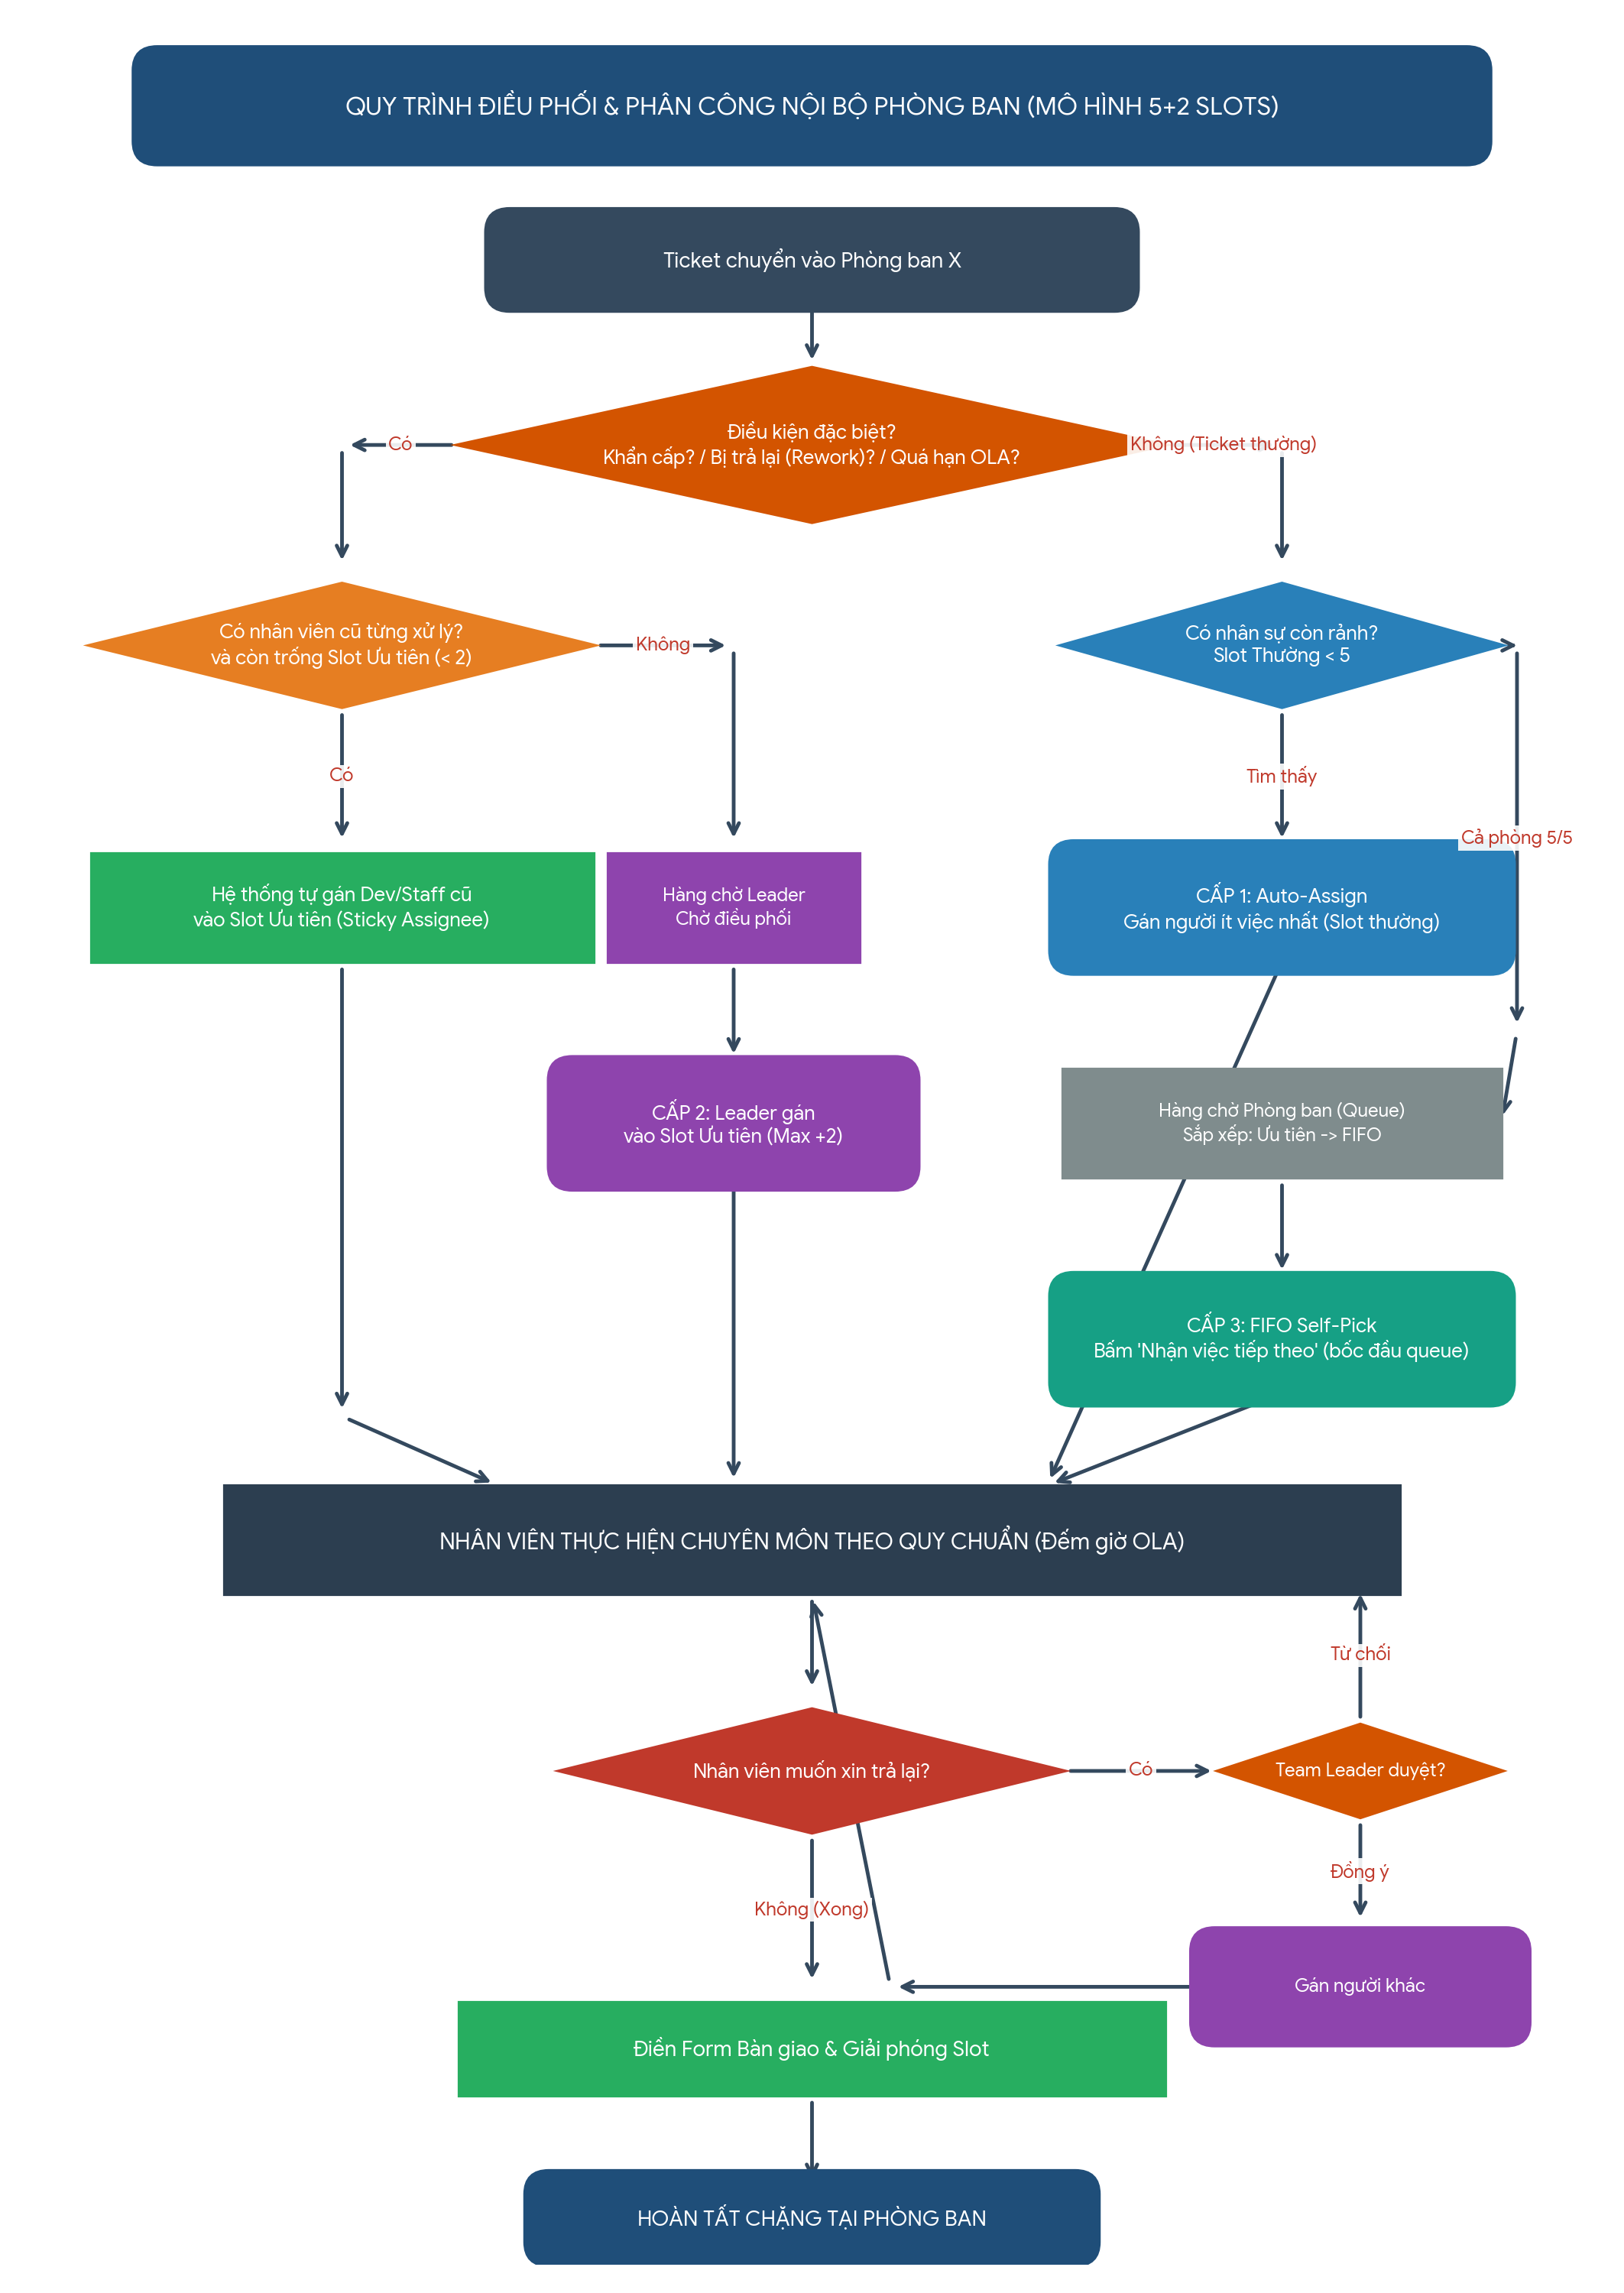 QUY TRÌNH ĐIỀU PHỐI & PHÂN CÔNG NỘI BỘ PHÒNG BAN (MÔ HÌNH 5+2 SLOTS)
Ticket chuyển vào Phòng ban X
Điều kiện đặc biệt?
Khẩn cấp? / Bị trả lại (Rework)? / Quá hạn OLA?
Có
Không (Ticket thường)
Có nhân viên cũ từng xử lý?
và còn trống Slot Ưu tiên (< 2)
Không
Có nhân sự còn rảnh?
Slot Thường < 5
Có
Tìm thấy
Cả phòng 5/5
Hệ thống tự gán Dev/Staff cũ
vào Slot Ưu tiên (Sticky Assignee)
Hàng chờ Leader
Chờ điều phối
CẤP 1: Auto-Assign
Gán người ít việc nhất (Slot thường)
CẤP 2: Leader gán
vào Slot Ưu tiên (Max +2)
Hàng chờ Phòng ban (Queue)
Sắp xếp: Ưu tiên -> FIFO
CẤP 3: FIFO Self-Pick
Bấm 'Nhận việc tiếp theo' (bốc đầu queue)
NHÂN VIÊN THỰC HIỆN CHUYÊN MÔN THEO QUY CHUẨN (Đếm giờ OLA)
Từ chối
Nhân viên muốn xin trả lại?
Có
Team Leader duyệt?
Đồng ý
Không (Xong)
Gán người khác
Điền Form Bàn giao & Giải phóng Slot
HOÀN TẤT CHẶNG TẠI PHÒNG BAN